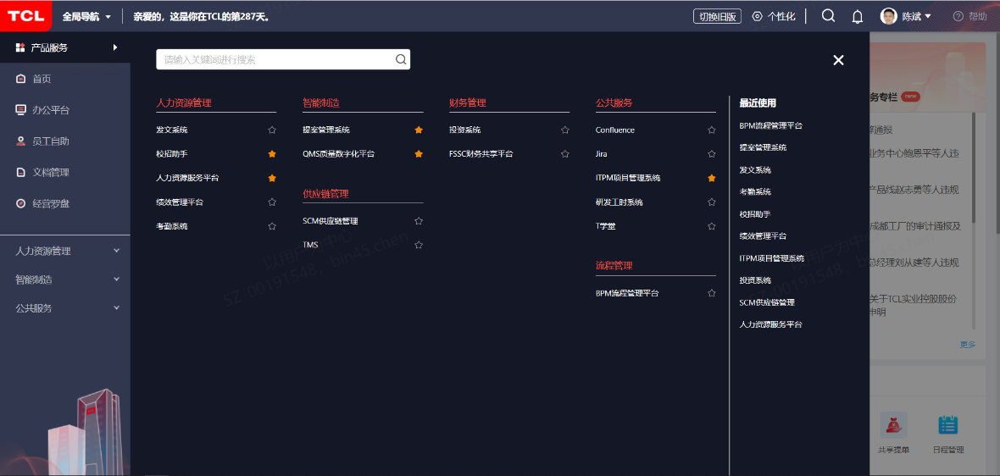 TCL 全局导航 亲爱的，这是你在TCL的第287天。 切换旧版 个性化 陈斌 帮助
产品服务
首页
办公平台
员工自助
文档管理
经营罗盘
人力资源管理
智能制造
公共服务
请输入关键词进行搜索
人力资源管理
发文系统
校招助手
人力资源服务平台
绩效管理平台
考勤系统
智能制造
提案管理系统
QMS质量数字化平台
供应链管理
SCM供应链管理
TMS
财务管理
投资系统
FSSC财务共享平台
公共服务
Confluence
Jira
ITPM项目管理系统
研发工时系统
T学堂
流程管理
BPM流程管理平台
最近使用
BPM流程管理平台
提案管理系统
发文系统
考勤系统
校招助手
绩效管理平台
ITPM项目管理系统
投资系统
SCM供应链管理
人力资源服务平台
务专栏 new
通报
业务中心鲍恩平等人违
产品线赵志勇等人违规
成都工厂的审计通报及
总经理刘从建等人违规
关于TCL实业控股股份
申明
更多
共享提单
日程管理
以用户为中心
SZ-00191548, bin45.chen
以用户为中心
SZ-00191548, bin45.chen